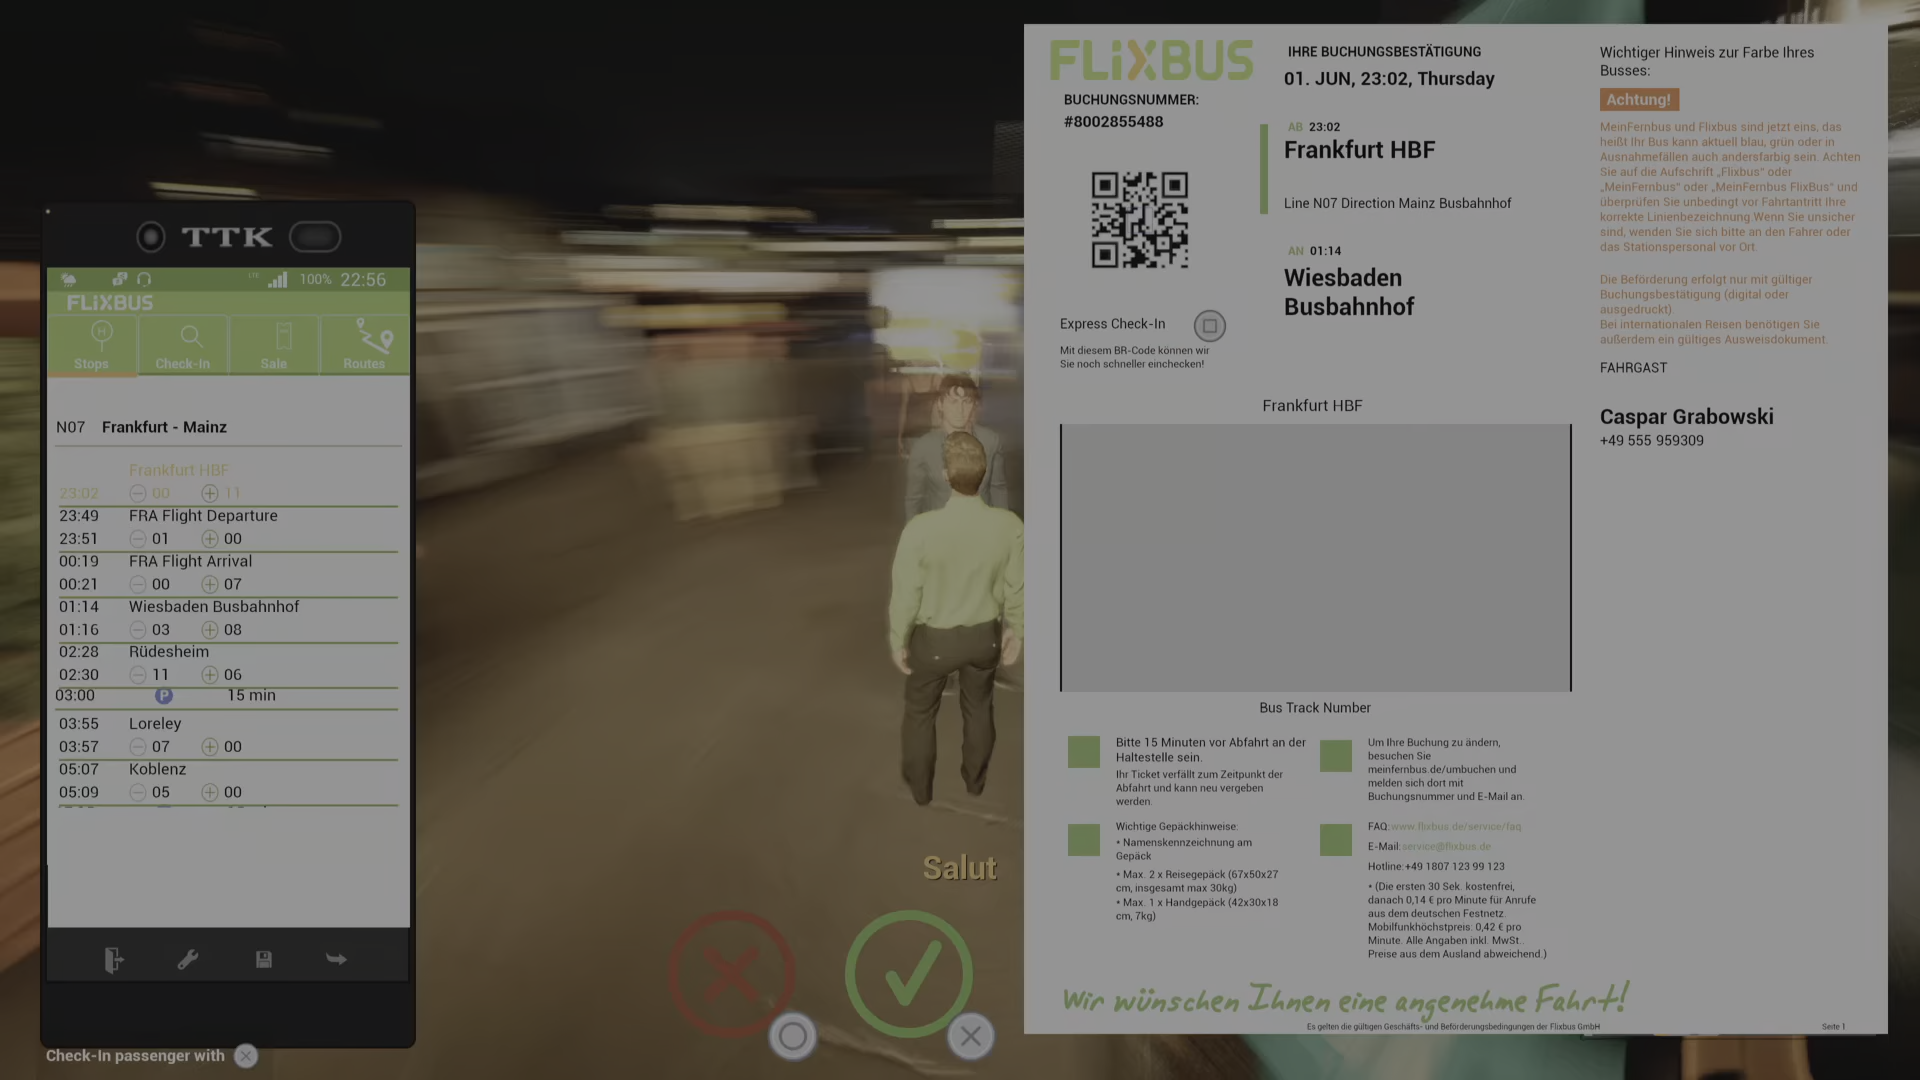 TTK
LTE 100% 22:56
FLiXBUS
Stops
Check-In
Sale
Routes
N07 Frankfurt - Mainz
Frankfurt HBF
23:02 00 11
23:49 FRA Flight Departure
23:51 01 00
00:19 FRA Flight Arrival
00:21 00 07
01:14 Wiesbaden Busbahnhof
01:16 03 08
02:28 Rüdesheim
02:30 11 06
03:00 P 15 min
03:55 Loreley
03:57 07 00
05:07 Koblenz
05:09 05 00
Check-In passenger with
Salut
FLiXBUS
BUCHUNGSNUMMER:
#8002855488
Express Check-In
Mit diesem BR-Code können wir
Sie noch schneller einchecken!
IHRE BUCHUNGSBESTÄTIGUNG
01. JUN, 23:02, Thursday
AB 23:02
Frankfurt HBF
Line N07 Direction Mainz Busbahnhof
AN 01:14
Wiesbaden
Busbahnhof
Wichtiger Hinweis zur Farbe Ihres
Busses:
Achtung!
MeinFernbus und Flixbus sind jetzt eins, das
heißt Ihr Bus kann aktuell blau, grün oder in
Ausnahmefällen auch andersfarbig sein. Achten
Sie auf die Aufschrift „Flixbus“ oder
„MeinFernbus“ oder „MeinFernbus FlixBus“ und
überprüfen Sie unbedingt vor Fahrtantritt Ihre
korrekte Linienbezeichnung.Wenn Sie unsicher
sind, wenden Sie sich bitte an den Fahrer oder
das Stationspersonal vor Ort.
Die Beförderung erfolgt nur mit gültiger
Buchungsbestätigung (digital oder
ausgedruckt).
Bei internationalen Reisen benötigen Sie
außerdem ein gültiges Ausweisdokument.
FAHRGAST
Caspar Grabowski
+49 555 959309
Frankfurt HBF
Bus Track Number
Bitte 15 Minuten vor Abfahrt an der
Haltestelle sein.
Ihr Ticket verfällt zum Zeitpunkt der
Abfahrt und kann neu vergeben
werden.
Wichtige Gepäckhinweise:
• Namenskennzeichnung am
Gepäck
• Max. 2 x Reisegepäck (67x50x27
cm, insgesamt max 30kg)
• Max. 1 x Handgepäck (42x30x18
cm, 7kg)
Um Ihre Buchung zu ändern,
besuchen Sie
meinfernbus.de/umbuchen und
melden sich dort mit
Buchungsnummer und E-Mail an.
FAQ: www.flixbus.de/service/faq
E-Mail: service@flixbus.de
Hotline: +49 1807 123 99 123
• (Die ersten 30 Sek. kostenfrei,
danach 0,14 € pro Minute für Anrufe
aus dem deutschen Festnetz.
Mobilfunkhöchstpreis: 0,42 € pro
Minute. Alle Angaben inkl. MwSt..
Preise aus dem Ausland abweichend.)
Wir wünschen Ihnen eine angenehme Fahrt!
Es gelten die gültigen Geschäfts- und Beförderungsbedingungen der Flixbus GmbH
Seite 1